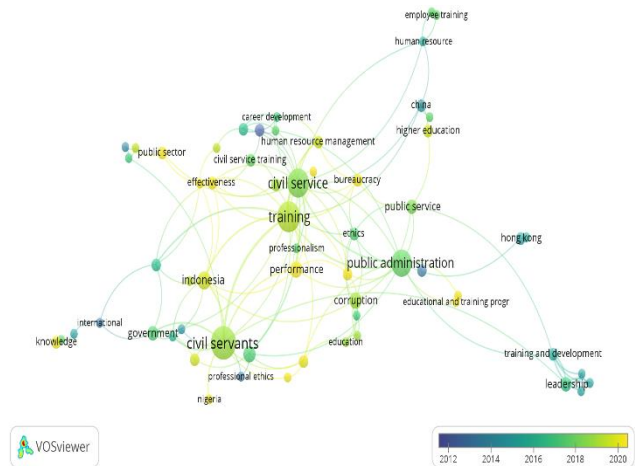 employee training
human resource
china
career development
higher education
human resource management
public sector
civil service training
effectiveness
civil service
bureaucracy
public service
training
ethics
hong kong
professionalism
public administration
performance
indonesia
corruption
educational and training progr
international
government
knowledge
civil servants
education
training and development
professional ethics
leadership
nigeria
VOSviewer
2012 2014 2016 2018 2020